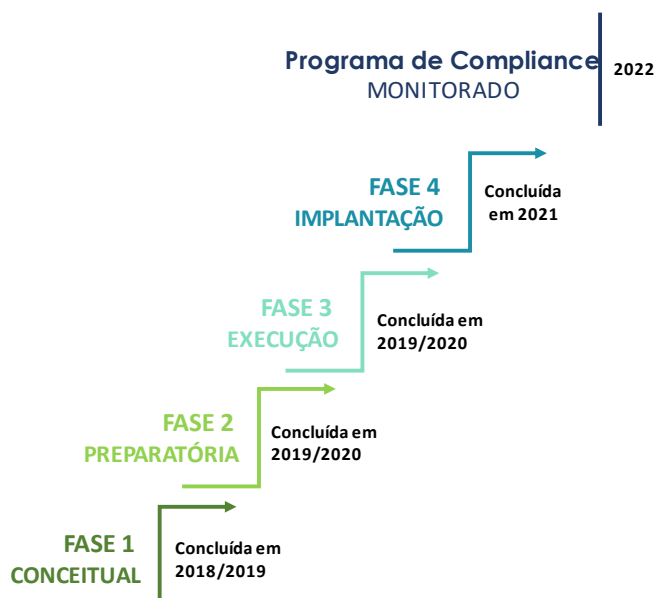 Programa de Compliance
MONITORADO
2022
FASE 4
IMPLANTAÇÃO
Concluída
em 2021
FASE 3
EXECUÇÃO
Concluída em
2019/2020
FASE 2
PREPARATÓRIA
Concluída em
2019/2020
FASE 1
CONCEITUAL
Concluída em
2018/2019